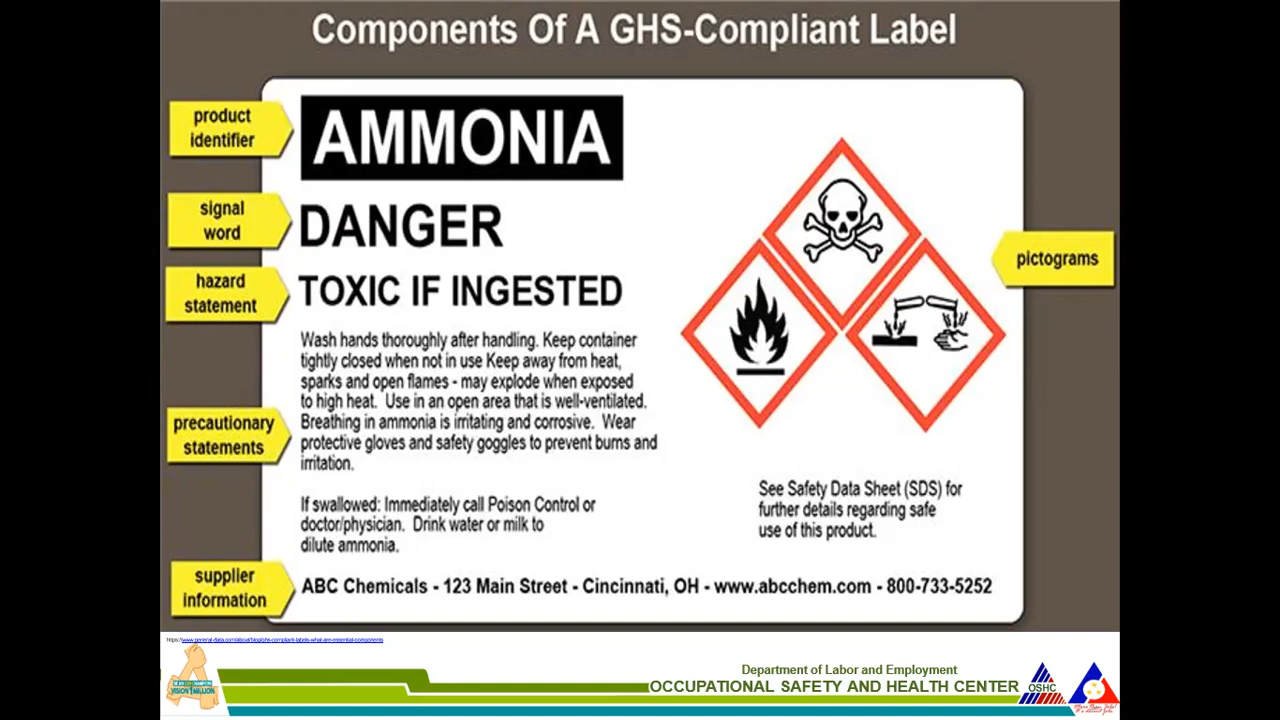 Components Of A GHS-Compliant Label
product
identifier
AMMONIA
signal
word
DANGER
hazard
statement
TOXIC IF INGESTED
pictograms
precautionary
statements
Wash hands thoroughly after handling. Keep container
tightly closed when not in use Keep away from heat,
sparks and open flames - may explode when exposed
to high heat. Use in an open area that is well-ventilated.
Breathing in ammonia is irritating and corrosive. Wear
protective gloves and safety goggles to prevent burns and
irritation.
If swallowed: Immediately call Poison Control or
doctor/physician. Drink water or milk to
dilute ammonia.
See Safety Data Sheet (SDS) for
further details regarding safe
use of this product.
supplier
information
ABC Chemicals - 123 Main Street - Cincinnati, OH - www.abcchem.com - 800-733-5252
Department of Labor and Employment
OCCUPATIONAL SAFETY AND HEALTH CENTER
OSHC
VISION 1 MILLION